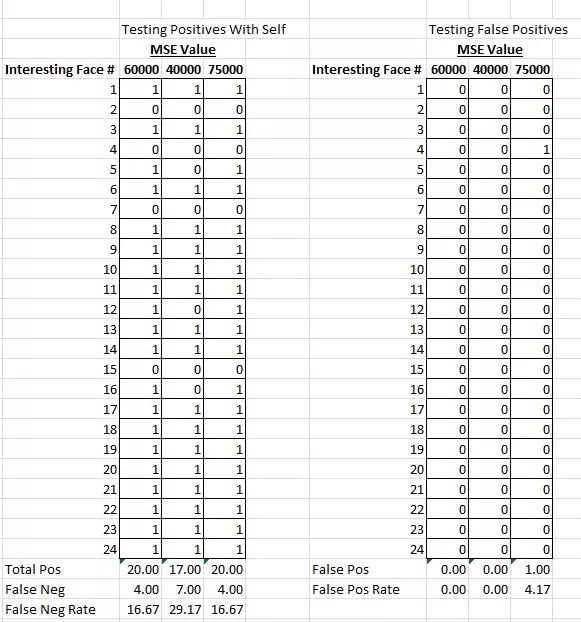 Testing Positives With Self Testing False Positives
MSE Value MSE Value
Interesting Face # 60000 40000 75000 Interesting Face # 60000 40000 75000
1 1 1 1 1 0 0 0
2 0 0 0 2 0 0 0
3 1 1 1 3 0 0 0
4 0 0 0 4 0 0 1
5 1 0 1 5 0 0 0
6 1 1 1 6 0 0 0
7 0 0 0 7 0 0 0
8 1 1 1 8 0 0 0
9 1 1 1 9 0 0 0
10 1 1 1 10 0 0 0
11 1 1 1 11 0 0 0
12 1 0 1 12 0 0 0
13 1 1 1 13 0 0 0
14 1 1 1 14 0 0 0
15 0 0 0 15 0 0 0
16 1 0 1 16 0 0 0
17 1 1 1 17 0 0 0
18 1 1 1 18 0 0 0
19 1 1 1 19 0 0 0
20 1 1 1 20 0 0 0
21 1 1 1 21 0 0 0
22 1 1 1 22 0 0 0
23 1 1 1 23 0 0 0
24 1 1 1 24 0 0 0
Total Pos 20.00 17.00 20.00 False Pos 0.00 0.00 1.00
False Neg 4.00 7.00 4.00 False Pos Rate 0.00 0.00 4.17
False Neg Rate 16.67 29.17 16.67